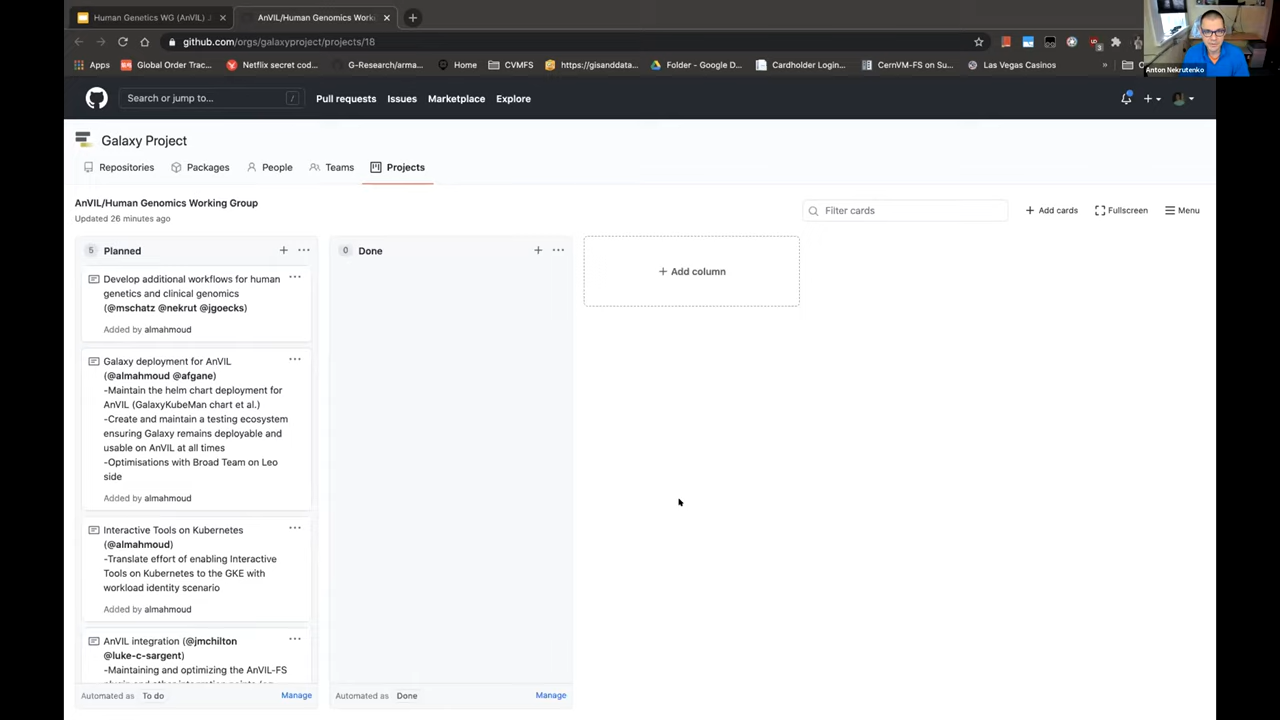 Human Genetics WG (AnVIL) J
AnVIL/Human Genomics Worki
github.com/orgs/galaxyproject/projects/18
Apps
Global Order Trac...
Netflix secret cod...
G-Research/arma...
Home
CVMFS
https://gisanddata...
Folder - Google D...
Cardholder Login...
CernVM-FS on Su...
Las Vegas Casinos
»
Anton Nekrutenko
Search or jump to...
/
Pull requests
Issues
Marketplace
Explore
Galaxy Project
Repositories
Packages
People
Teams
Projects
AnVIL/Human Genomics Working Group
Updated 26 minutes ago
Filter cards
+ Add cards
Fullscreen
Menu
5 Planned
Develop additional workflows for human
genetics and clinical genomics
(@mschatz @nekrut @jgoecks)
Added by almahmoud
Galaxy deployment for AnVIL
(@almahmoud @afgane)
-Maintain the helm chart deployment for
AnVIL (GalaxyKubeMan chart et al.)
-Create and maintain a testing ecosystem
ensuring Galaxy remains deployable and
usable on AnVIL at all times
-Optimisations with Broad Team on Leo
side
Added by almahmoud
Interactive Tools on Kubernetes
(@almahmoud)
-Translate effort of enabling Interactive
Tools on Kubernetes to the GKE with
workload identity scenario
Added by almahmoud
AnVIL integration (@jmchilton
@luke-c-sargent)
-Maintaining and optimizing the AnVIL-FS
Automated as To do
Manage
0 Done
Automated as Done
Manage
+ Add column